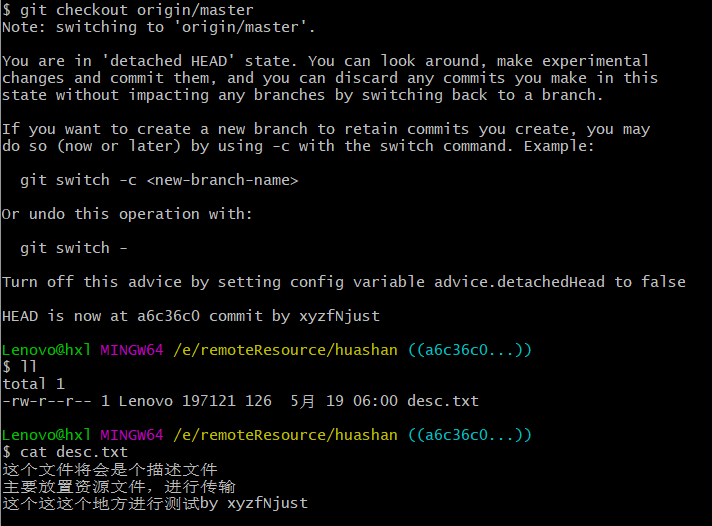 $ git checkout origin/master
Note: switching to 'origin/master'.
You are in 'detached HEAD' state. You can look around, make experimental
changes and commit them, and you can discard any commits you make in this
state without impacting any branches by switching back to a branch.
If you want to create a new branch to retain commits you create, you may
do so (now or later) by using -c with the switch command. Example:
git switch -c <new-branch-name>
Or undo this operation with:
git switch -
Turn off this advice by setting config variable advice.detachedHead to false
HEAD is now at a6c36c0 commit by xyzfNjust
Lenovo@hxl MINGW64 /e/remoteResource/huashan ((a6c36c0...))
$ ll
total 1
-rw-r--r-- 1 Lenovo 197121 126  5月 19 06:00 desc.txt
Lenovo@hxl MINGW64 /e/remoteResource/huashan ((a6c36c0...))
$ cat desc.txt
这个文件将会是个描述文件
主要放置资源文件，进行传输
这个这这个地方进行测试by xyzfNjust